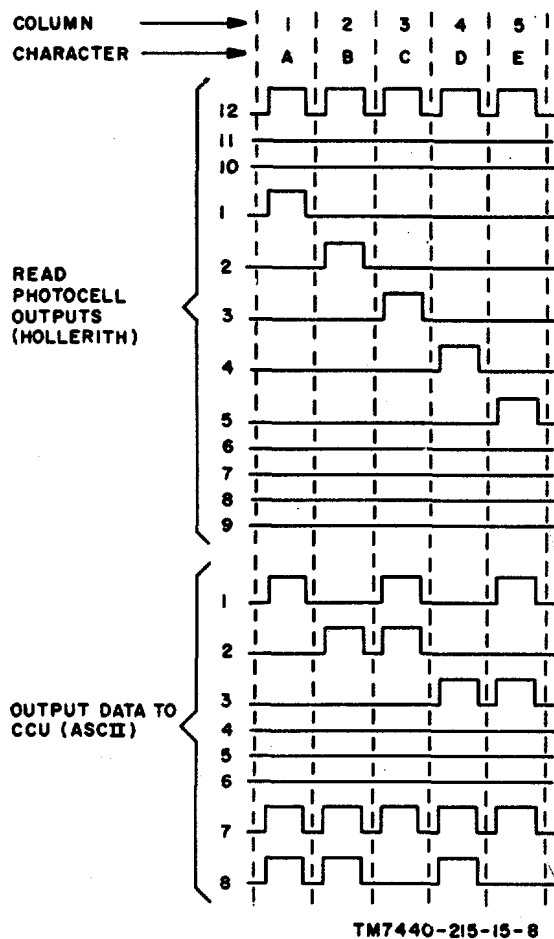 COLUMN 1 2 3 4 5
CHARACTER A B C D E
12
11
10
1
2
READ
PHOTOCELL
OUTPUTS
(HOLLERITH)
3
4
5
6
7
8
9
1
2
OUTPUT DATA TO
CCU (ASCII)
3
4
5
6
7
8
TM7440-215-15-8